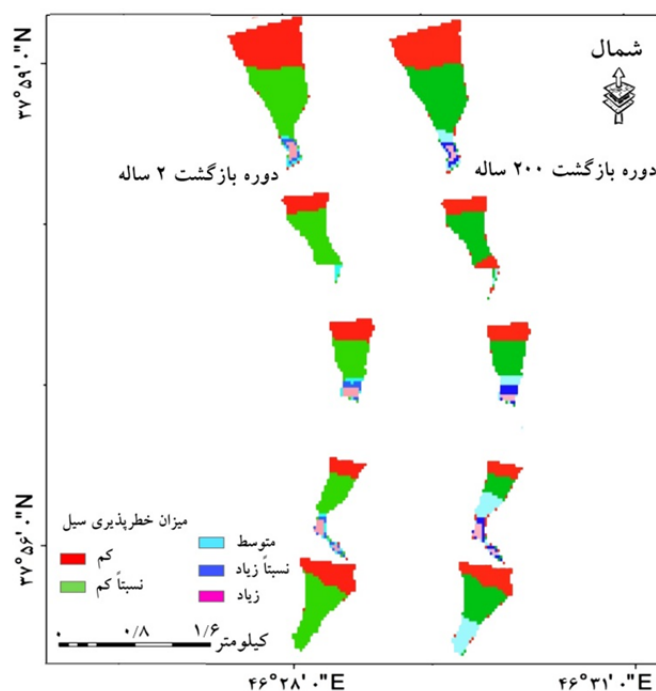 شمال
۳۷°۵۹′۰"N
دوره بازگشت ۲ ساله
دوره بازگشت ۲۰۰ ساله
۳۷°۵۶′۰"N
میزان خطرپذیری سیل
کم
نسبتاً کم
متوسط
نسبتاً زیاد
زیاد
۰ ۰/۸ ۱/۶ کیلومتر
۴۶°۲۸′۰"E ۴۶°۳۱′۰"E